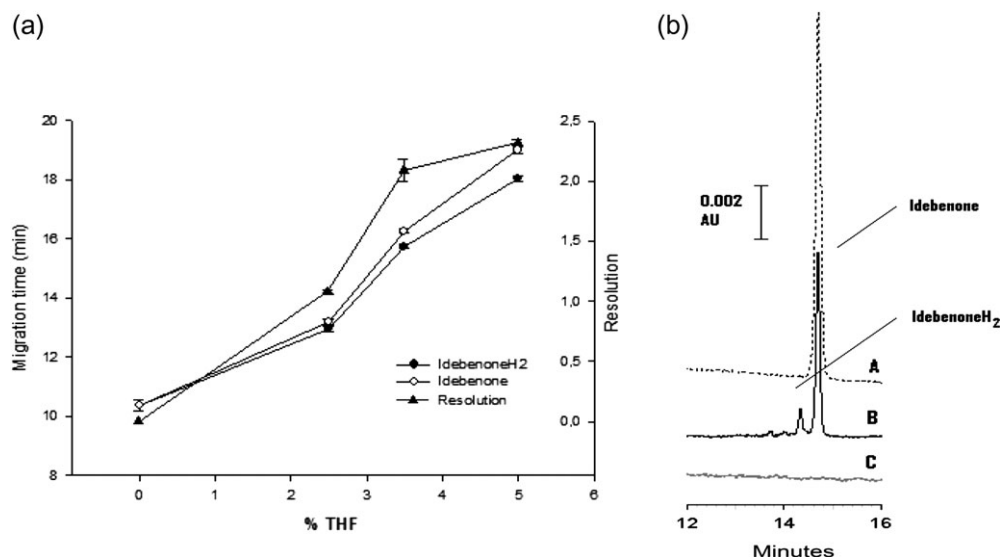 (a)
(b)
Migration time (min)
20
18
16
14
12
10
8
0
1
2
3
4
5
6
% THF
2,5
2,0
1,5
1,0
0,5
0,0
Resolution
IdebenoneH2
Idebenone
Resolution
0.002
AU
Idebenone
IdebenoneH2
A
B
C
12
14
16
Minutes